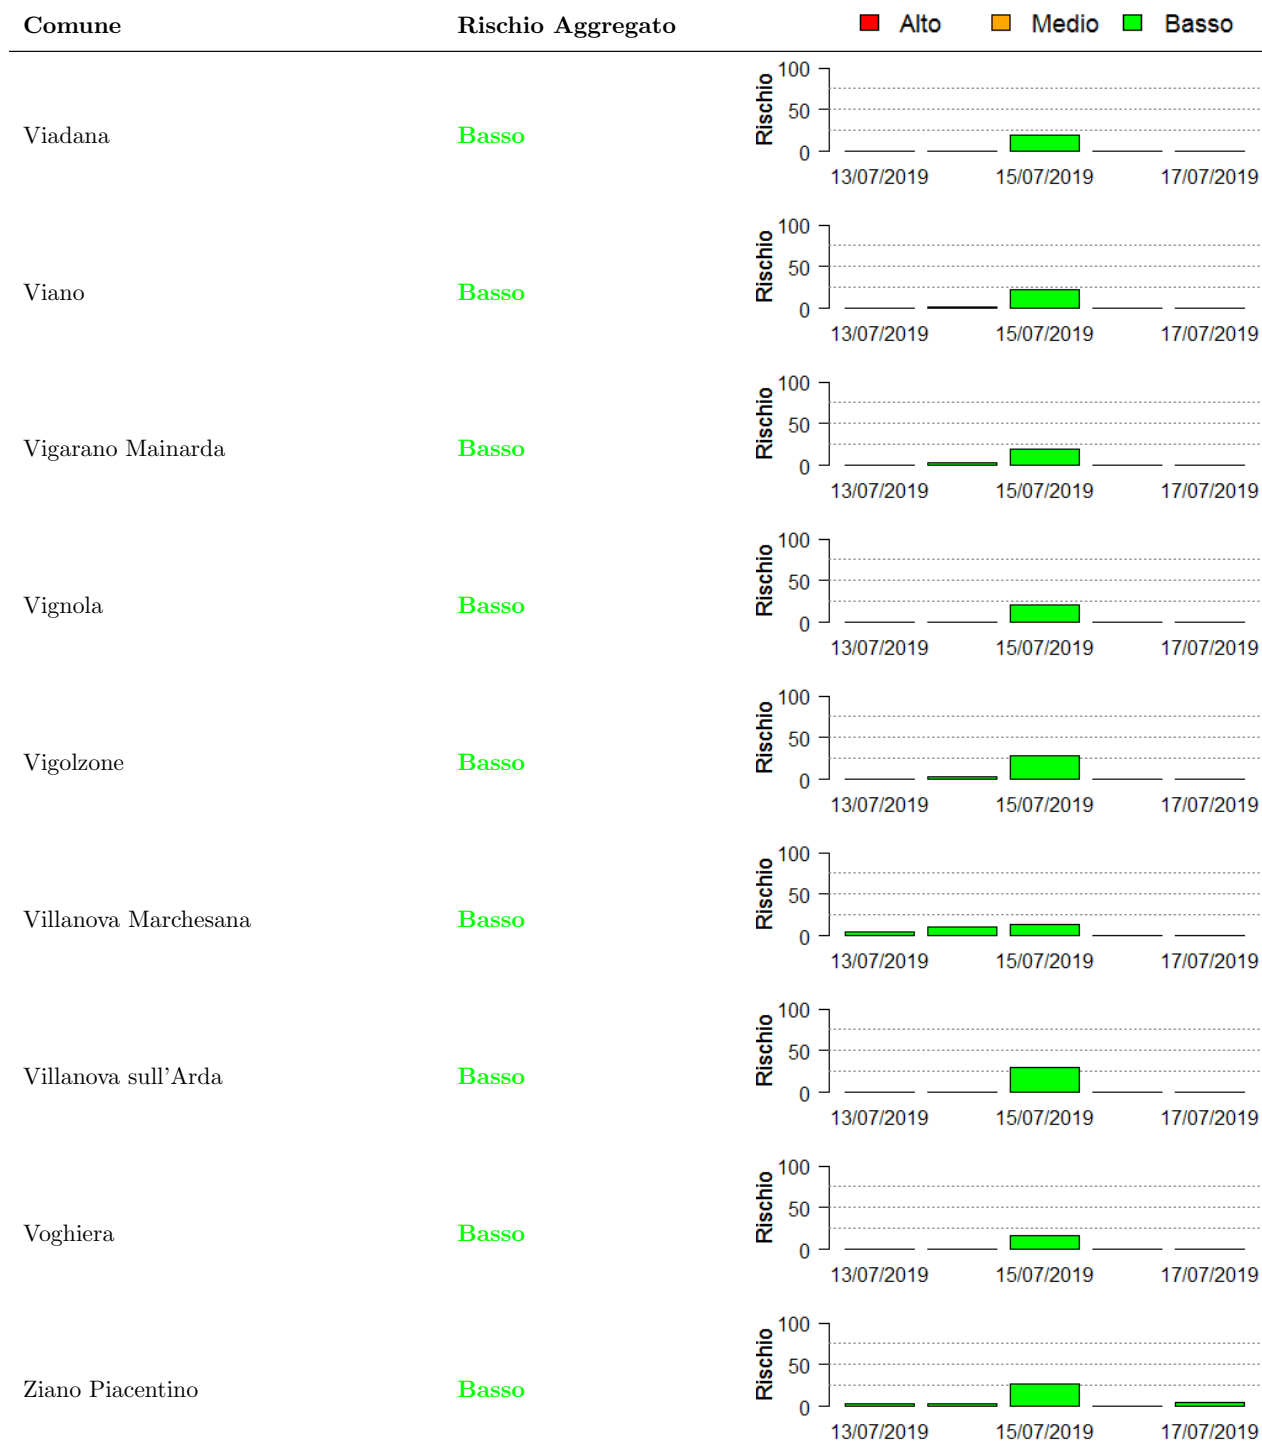 Comune Rischio Aggregato Alto Medio Basso
Viadana Basso Rischio 100 50 0
13/07/2019 15/07/2019 17/07/2019
Viano Basso Rischio 100 50 0
13/07/2019 15/07/2019 17/07/2019
Vigarano Mainarda Basso Rischio 100 50 0
13/07/2019 15/07/2019 17/07/2019
Vignola Basso Rischio 100 50 0
13/07/2019 15/07/2019 17/07/2019
Vigolzone Basso Rischio 100 50 0
13/07/2019 15/07/2019 17/07/2019
Villanova Marchesana Basso Rischio 100 50 0
13/07/2019 15/07/2019 17/07/2019
Villanova sull'Arda Basso Rischio 100 50 0
13/07/2019 15/07/2019 17/07/2019
Voghiera Basso Rischio 100 50 0
13/07/2019 15/07/2019 17/07/2019
Ziano Piacentino Basso Rischio 100 50 0
13/07/2019 15/07/2019 17/07/2019